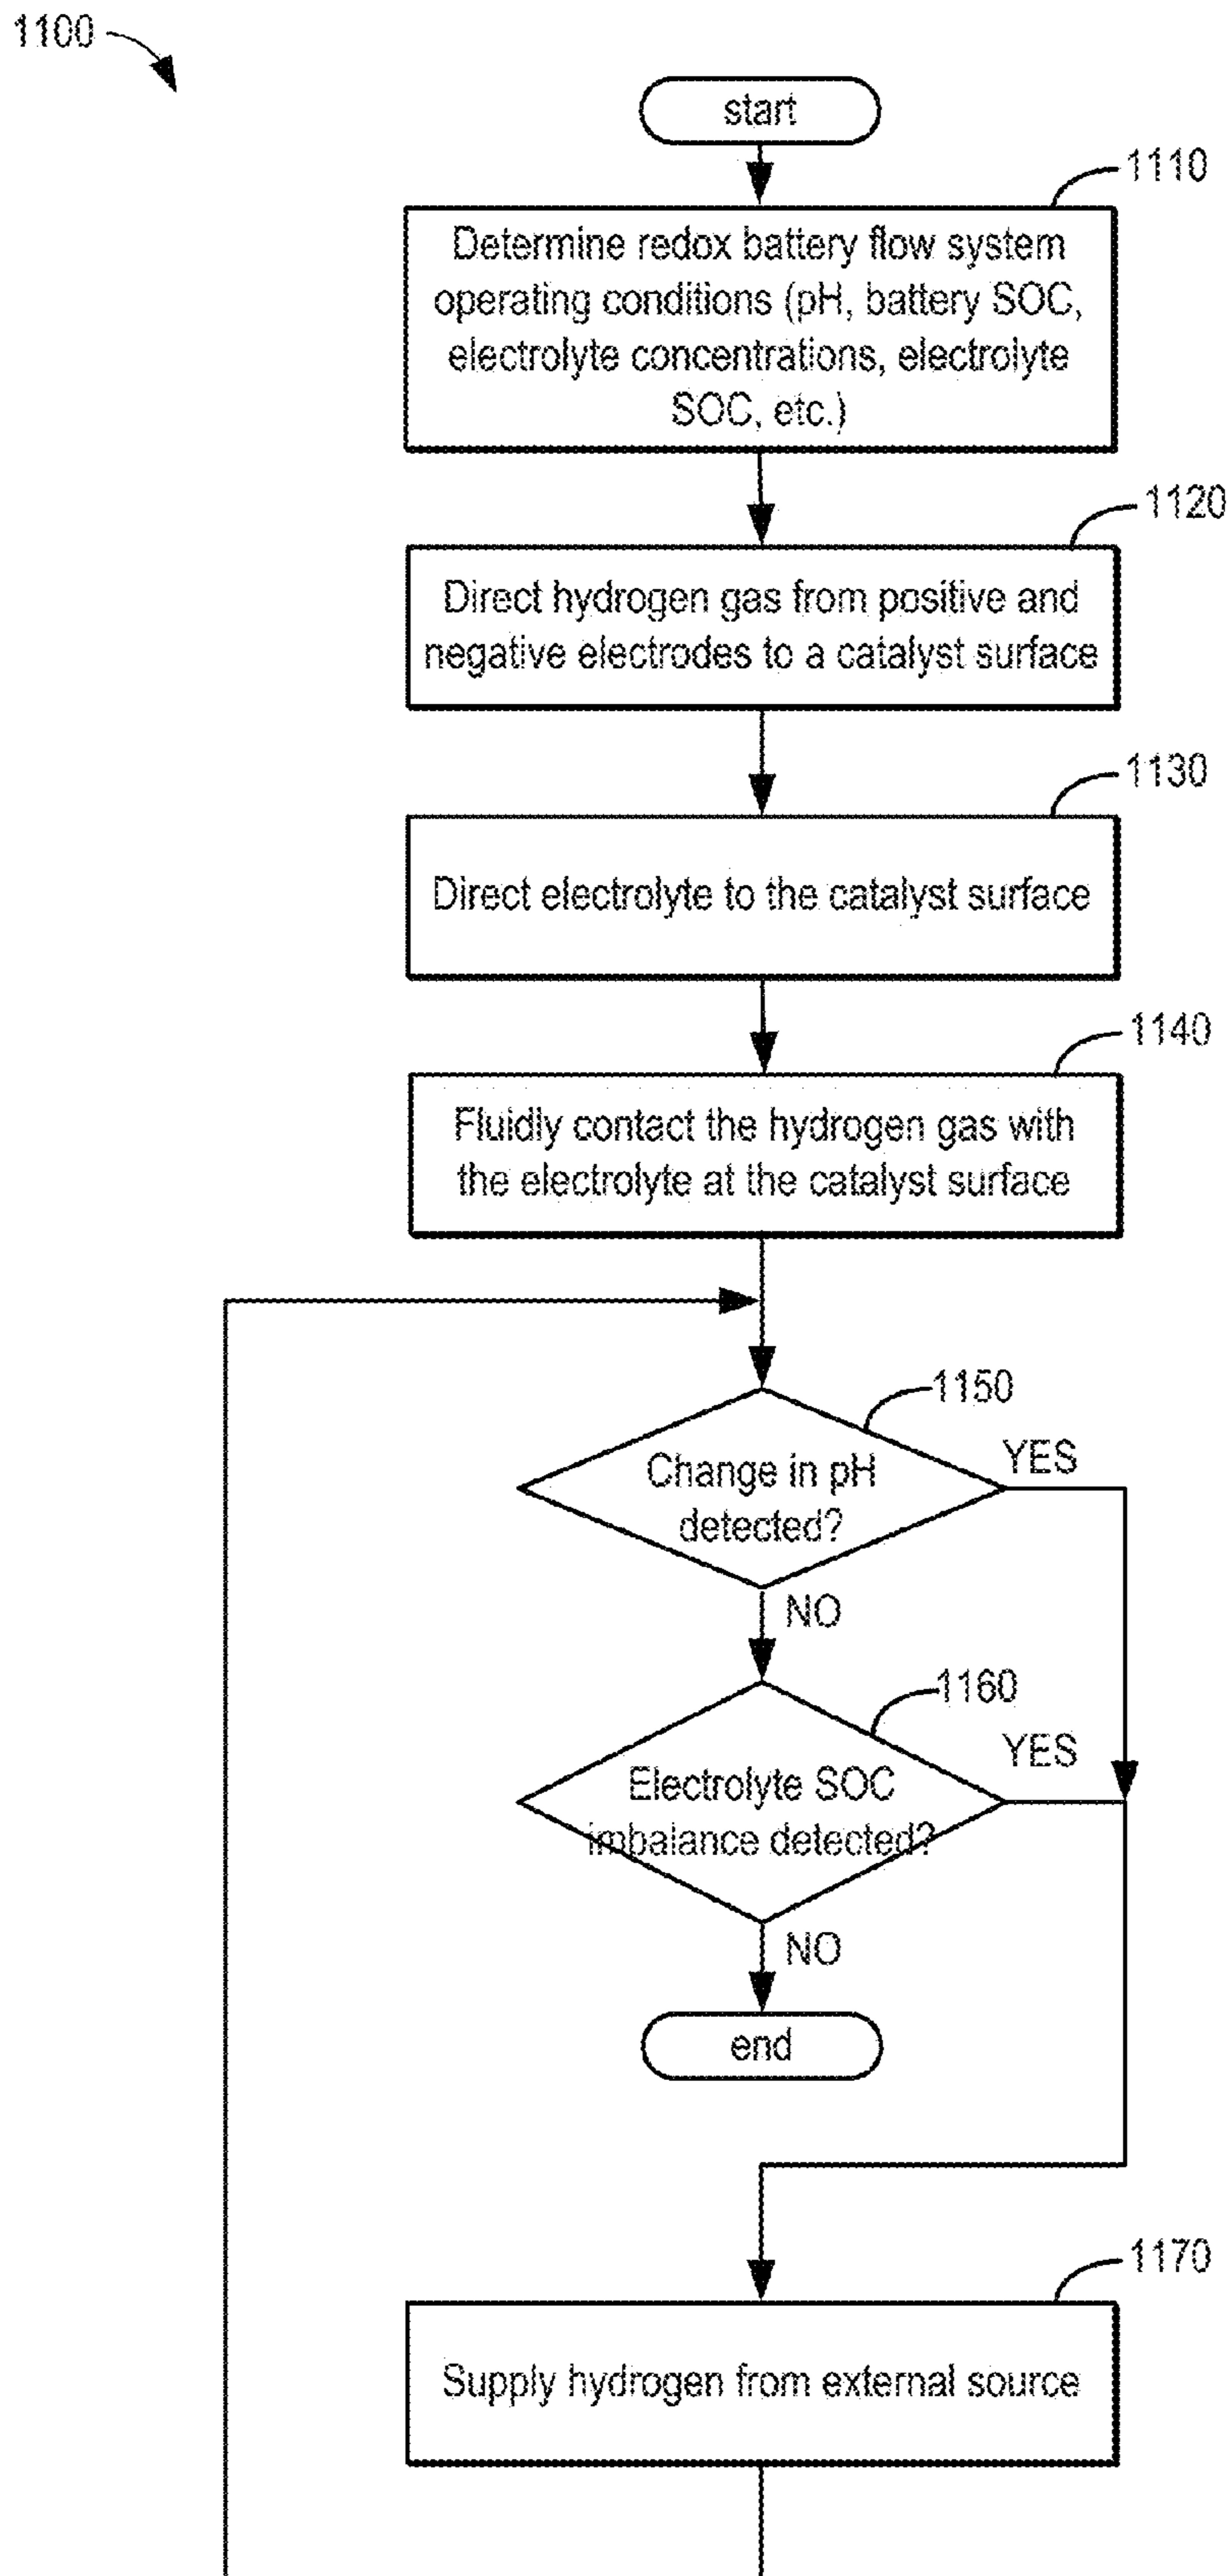 1100
start
1110
Determine redox battery flow system
operating conditions (pH, battery SOC,
electrolyte concentrations, electrolyte
SOC, etc.)
1120
Direct hydrogen gas from positive and
negative electrodes to a catalyst surface
1130
Direct electrolyte to the catalyst surface
1140
Fluidly contact the hydrogen gas with
the electrolyte at the catalyst surface
1150
Change in pH
detected?
YES
NO
1160
Electrolyte SOC
imbalance detected?
YES
NO
end
1170
Supply hydrogen from external source